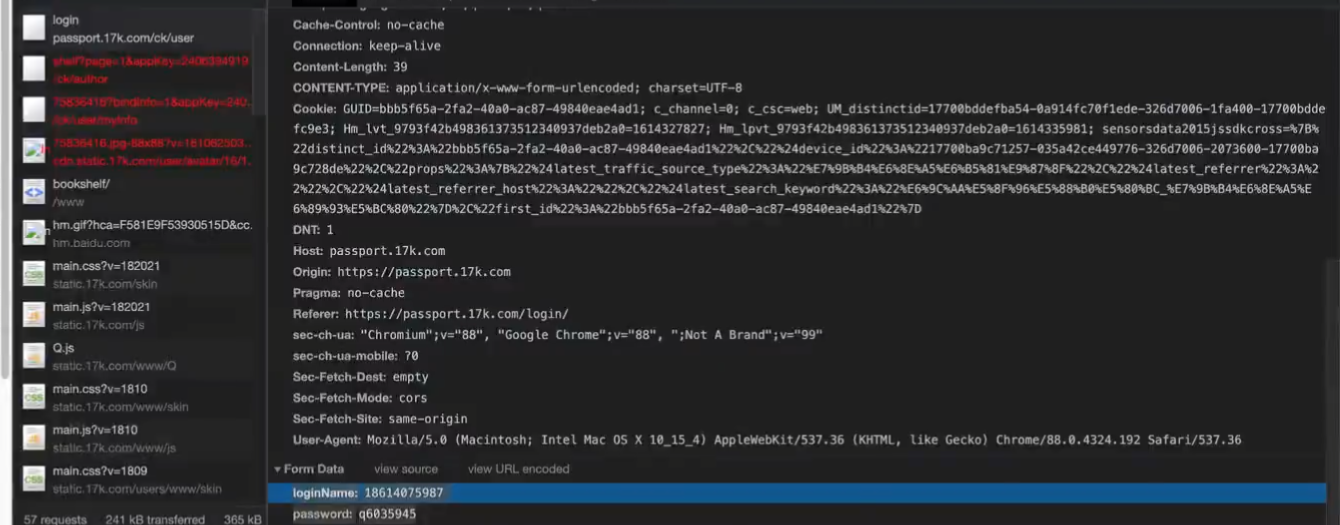 login
passport.17k.com/ck/user
shelf?page=1&appKey=2406394919
/ck/author
75836416?bindInfo=1&appKey=240..
/ck/user/myInfo
75836416.jpg-88x88?v=161082503..
cdn.static.17k.com/user/avatar/16/1..
bookshelf/
/www
hm.gif?hca=F581E9F53930515D&cc.
hm.baidu.com
main.css?v=182021
static.17k.com/skin
main.js?v=182021
static.17k.com/js
Q.js
static.17k.com/www/Q
main.css?v=1810
static.17k.com/www/skin
main.js?v=1810
static.17k.com/www/js
main.css?v=1809
static.17k.com/users/www/skin
57 requests 241 kB transferred 365 kB
Cache-Control: no-cache
Connection: keep-alive
Content-Length: 39
CONTENT-TYPE: application/x-www-form-urlencoded; charset=UTF-8
Cookie: GUID=bbb5f65a-2fa2-40a0-ac87-49840eae4ad1; c_channel=0; c_csc=web; UM_distinctid=17700bddefba54-0a914fc70f1ede-326d7006-1fa400-17700bdde
fc9e3; Hm_lvt_9793f42b498361373512340937deb2a0=1614327827; Hm_lpvt_9793f42b498361373512340937deb2a0=1614335981; sensorsdata2015jssdkcross=%7B%
22distinct_id%22%3A%22bbb5f65a-2fa2-40a0-ac87-49840eae4ad1%22%2C%22%24device_id%22%3A%2217700ba9c71257-035a42ce449776-326d7006-2073600-17700ba
9c728de%22%2C%22props%22%3A%7B%22%24latest_traffic_source_type%22%3A%22%E7%9B%B4%E6%8E%A5%E6%B5%81%E9%87%8F%22%2C%22%24latest_referrer%22%3A%2
2%22%2C%22%24latest_referrer_host%22%3A%22%22%2C%22%24latest_search_keyword%22%3A%22%E6%9C%AA%E5%8F%96%E5%88%B0%E5%80%BC_%E7%9B%B4%E6%8E%A5%E
6%89%93%E5%BC%80%22%7D%2C%22first_id%22%3A%22bbb5f65a-2fa2-40a0-ac87-49840eae4ad1%22%7D
DNT: 1
Host: passport.17k.com
Origin: https://passport.17k.com
Pragma: no-cache
Referer: https://passport.17k.com/login/
sec-ch-ua: "Chromium";v="88", "Google Chrome";v="88", ";Not A Brand";v="99"
sec-ch-ua-mobile: ?0
Sec-Fetch-Dest: empty
Sec-Fetch-Mode: cors
Sec-Fetch-Site: same-origin
User-Agent: Mozilla/5.0 (Macintosh; Intel Mac OS X 10_15_4) AppleWebKit/537.36 (KHTML, like Gecko) Chrome/88.0.4324.192 Safari/537.36
Form Data view source view URL encoded
loginName: 18614075987
password: q6035945